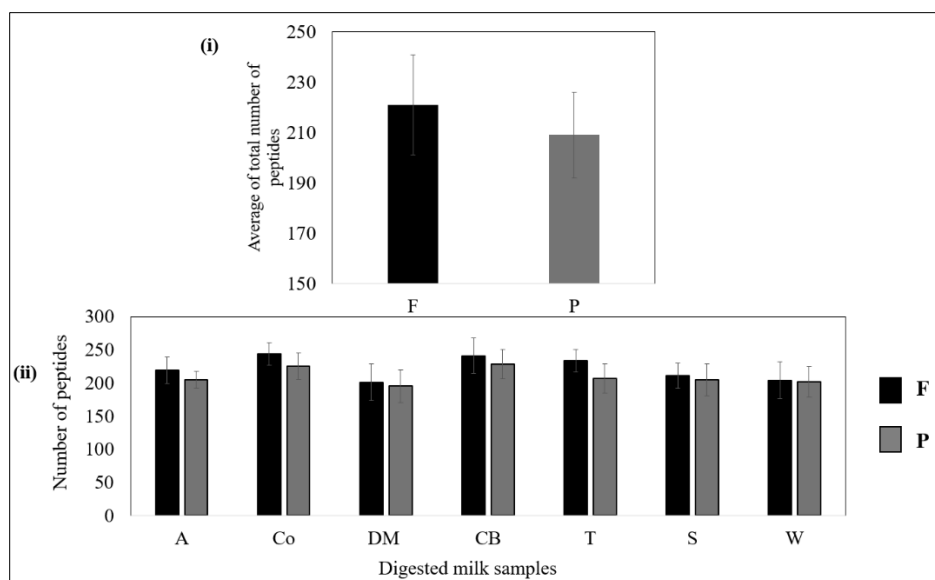 (i)
Average of total number of
peptides
250
230
210
190
170
150
F
P
(ii)
Number of peptides
300
250
200
150
100
50
0
A
Co
DM
CB
T
S
W
Digested milk samples
F
P